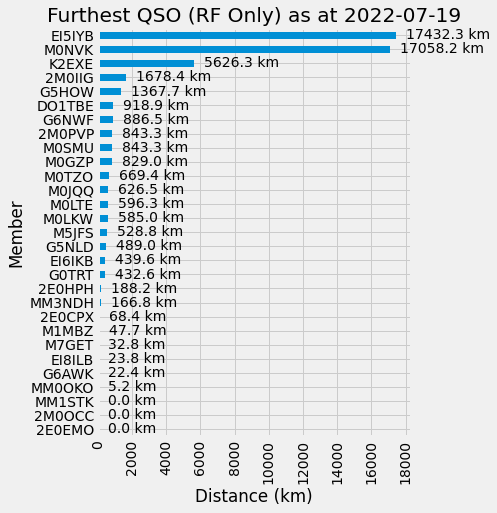 Furthest QSO (RF Only) as at 2022-07-19
EI5IYB 17432.3 km
M0NVK 17058.2 km
K2EXE 5626.3 km
2M0IIG 1678.4 km
G5HOW 1367.7 km
DO1TBE 918.9 km
G6NWF 886.5 km
2M0PVP 843.3 km
M0SMU 843.3 km
M0GZP 829.0 km
M0TZO 669.4 km
M0JQQ 626.5 km
M0LTE 596.3 km
M0LKW 585.0 km
M5JFS 528.8 km
G5NLD 489.0 km
EI6IKB 439.6 km
G0TRT 432.6 km
2E0HPH 188.2 km
MM3NDH 166.8 km
2E0CPX 68.4 km
M1MBZ 47.7 km
M7GET 32.8 km
EI8ILB 23.8 km
G6AWK 22.4 km
MM0OKO 5.2 km
MM1STK 0.0 km
2M0OCC 0.0 km
2E0EMO 0.0 km
Member
0 2000 4000 6000 8000 10000 12000 14000 16000 18000
Distance (km)